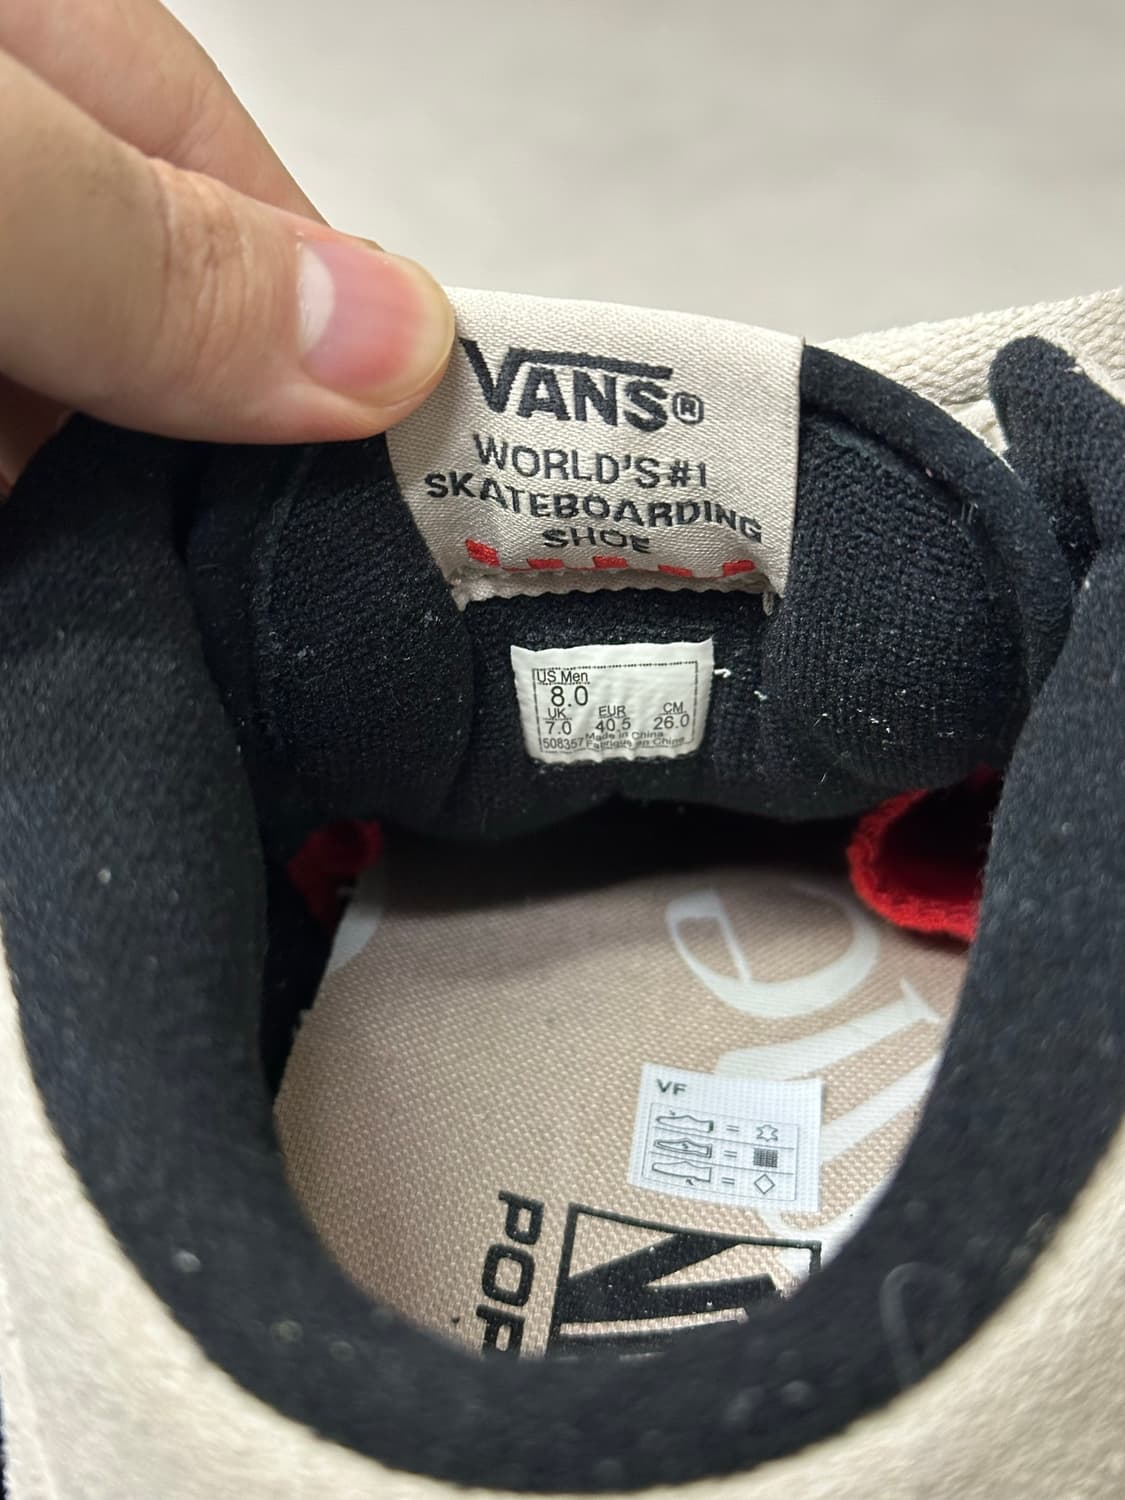 VANS®
WORLD'S #1
SKATEBOARDING
SHOE
US Men
8.0
UK EUR CM
7.0 40.5 26.0
Made in China
508357 Fabriqué en Chine
VF
=
=
=
POP